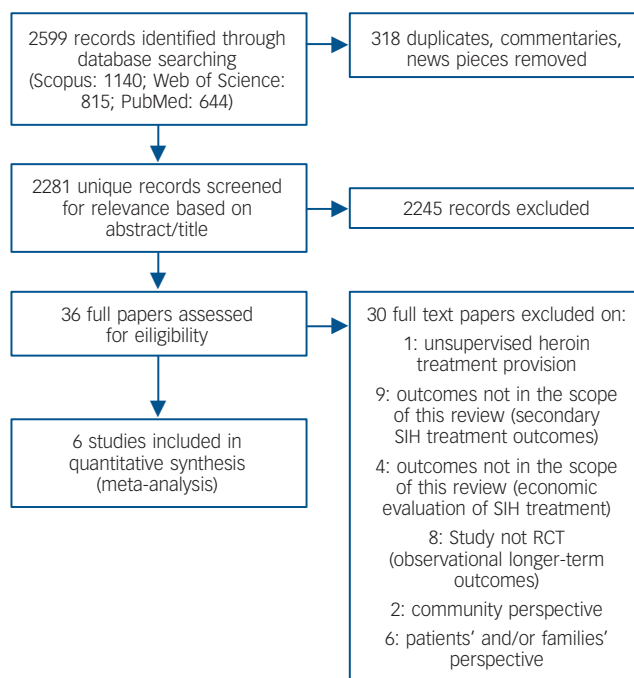 2599 records identified through
database searching
(Scopus: 1140; Web of Science:
815; PubMed: 644)
318 duplicates, commentaries,
news pieces removed
2281 unique records screened
for relevance based on
abstract/title
2245 records excluded
36 full papers assessed
for eiligibility
30 full text papers excluded on:
1: unsupervised heroin
treatment provision
9: outcomes not in the scope
of this review (secondary
SIH treatment outcomes)
4: outcomes not in the scope
of this review (economic
evaluation of SIH treatment)
8: Study not RCT
(observational longer-term
outcomes)
2: community perspective
6: patients’ and/or families’
perspective
6 studies included in
quantitative synthesis
(meta-analysis)